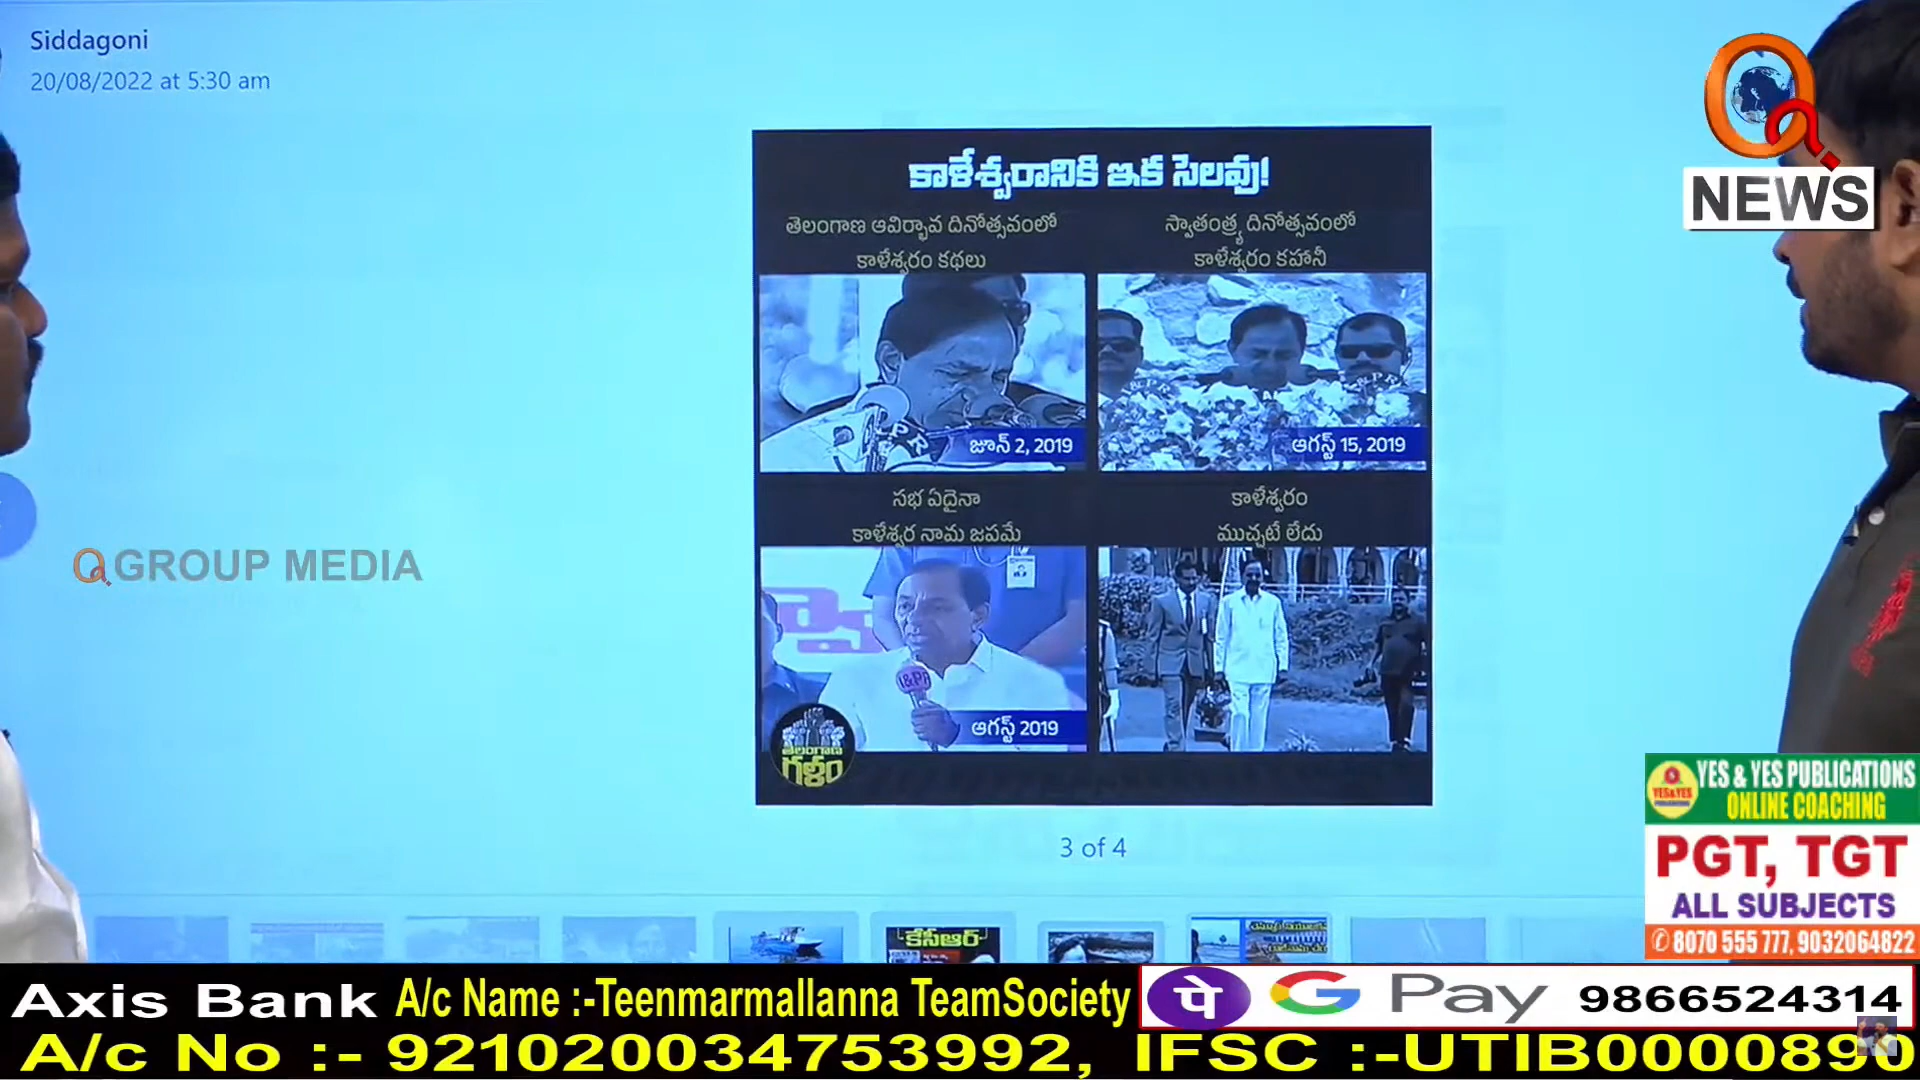 Siddagoni
20/08/2022 at 5:30 am
Q
NEWS
కాళేశ్వరానికి ఇక సెలవు!
తెలంగాణ ఆవిర్భావ దినోత్సవంలో
కాళేశ్వరం కథలు
స్వాతంత్ర్య దినోత్సవంలో
కాళేశ్వరం కహానీ
I&PR
జూన్ 2, 2019
ఆగస్ట్ 15, 2019
సభ ఏదైనా
కాళేశ్వర నామ జపమే
కాళేశ్వరం
ముచ్చటే లేదు
I&PR
ఆగస్ట్ 2019
తెలంగాణ
గళం
Q GROUP MEDIA
3 of 4
కేసీఆర్
YES & YES PUBLICATIONS
ONLINE COACHING
PGT, TGT
ALL SUBJECTS
8070 555 777, 9032064822
Axis Bank A/c Name :-Teenmarmallanna TeamSociety
पे G Pay 9866524314
A/c No :- 921020034753992, IFSC :-UTIB0000890